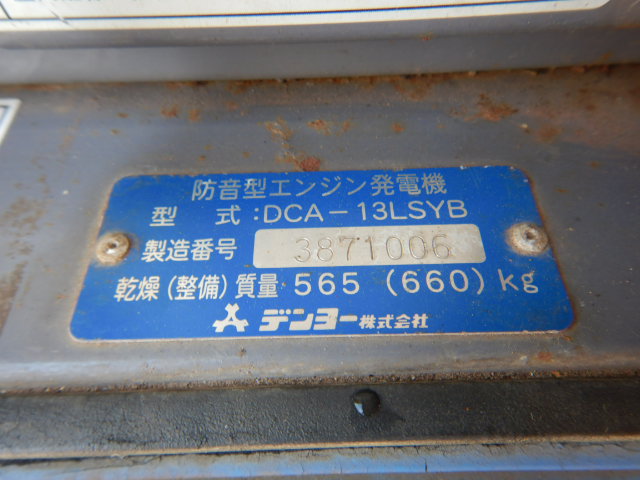 防音型エンジン発電機
型 式:DCA-13LSYB
製造番号 3871006
乾燥(整備)質量 565 (660) kg
デンヨー株式会社